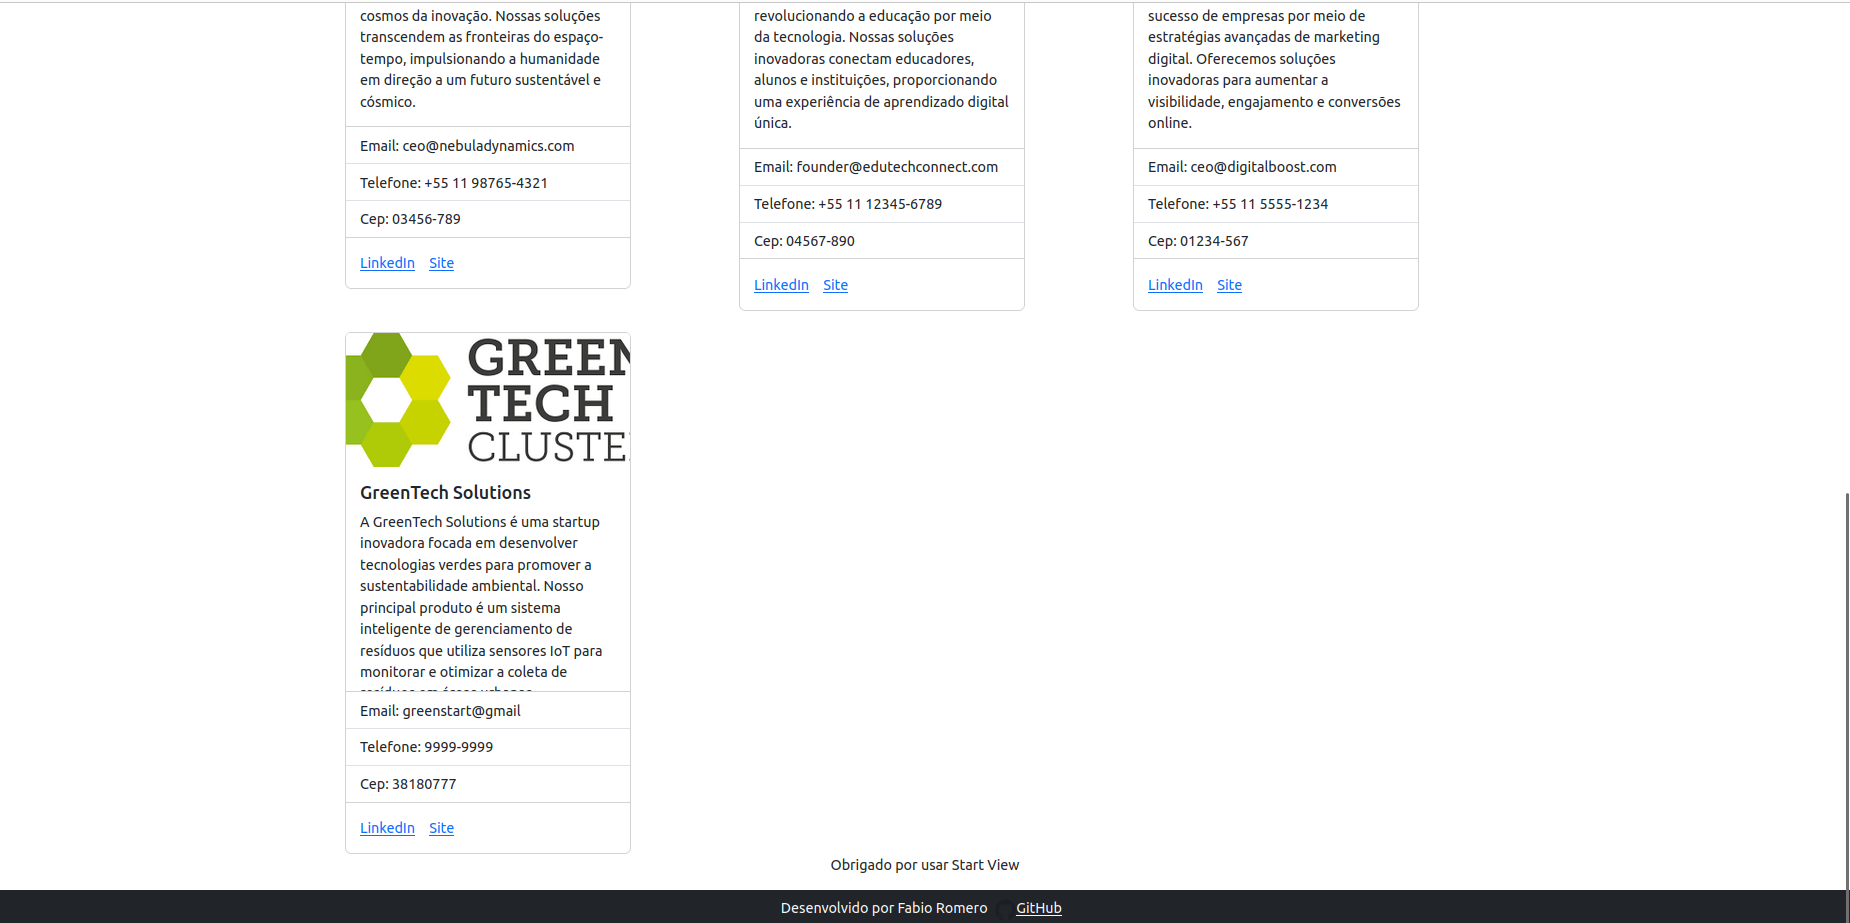 cosmos da inovação. Nossas soluções
transcendem as fronteiras do espaço-
tempo, impulsionando a humanidade
em direção a um futuro sustentável e
cósmico.
Email: ceo@nebuladynamics.com
Telefone: +55 11 98765-4321
Cep: 03456-789
LinkedIn Site
revolucionando a educação por meio
da tecnologia. Nossas soluções
inovadoras conectam educadores,
alunos e instituições, proporcionando
uma experiência de aprendizado digital
única.
Email: founder@edutechconnect.com
Telefone: +55 11 12345-6789
Cep: 04567-890
LinkedIn Site
sucesso de empresas por meio de
estratégias avançadas de marketing
digital. Oferecemos soluções
inovadoras para aumentar a
visibilidade, engajamento e conversões
online.
Email: ceo@digitalboost.com
Telefone: +55 11 5555-1234
Cep: 01234-567
LinkedIn Site
GREEN
TECH
CLUSTE
GreenTech Solutions
A GreenTech Solutions é uma startup
inovadora focada em desenvolver
tecnologias verdes para promover a
sustentabilidade ambiental. Nosso
principal produto é um sistema
inteligente de gerenciamento de
resíduos que utiliza sensores IoT para
monitorar e otimizar a coleta de
resíduos em áreas urbanas.
Email: greenstart@gmail
Telefone: 9999-9999
Cep: 38180777
LinkedIn Site
Obrigado por usar Start View
Desenvolvido por Fabio Romero GitHub